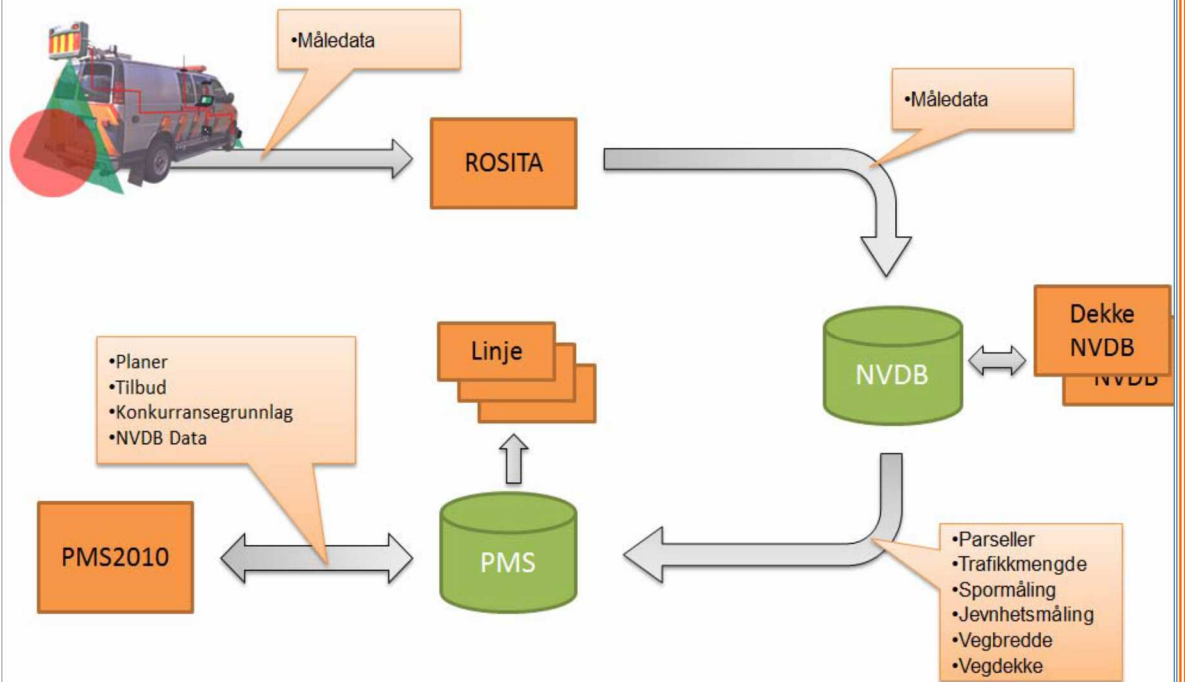 •Måledata
•Måledata
ROSITA
Dekke
NVDB
NVDB
NVDB
Linje
•Planer
•Tilbud
•Konkurransegrunnlag
•NVDB Data
PMS2010
PMS
•Parseller
•Trafikkmengde
•Spormåling
•Jevnhetsmåling
•Vegbredde
•Vegdekke